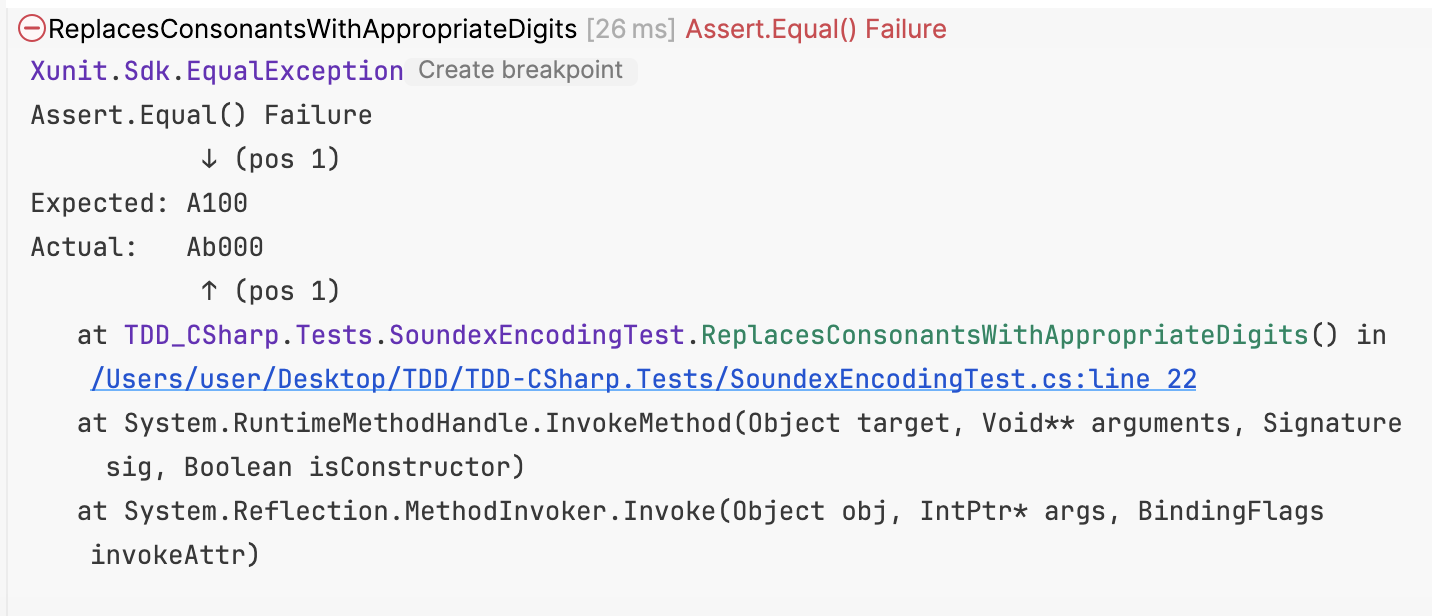 ReplacesConsonantsWithAppropriateDigits [26 ms] Assert.Equal() Failure
Xunit.Sdk.EqualException Create breakpoint
Assert.Equal() Failure
↓ (pos 1)
Expected: A100
Actual:   Ab000
↑ (pos 1)
at TDD_CSharp.Tests.SoundexEncodingTest.ReplacesConsonantsWithAppropriateDigits() in
/Users/user/Desktop/TDD/TDD-CSharp.Tests/SoundexEncodingTest.cs:line 22
at System.RuntimeMethodHandle.InvokeMethod(Object target, Void** arguments, Signature
sig, Boolean isConstructor)
at System.Reflection.MethodInvoker.Invoke(Object obj, IntPtr* args, BindingFlags
invokeAttr)